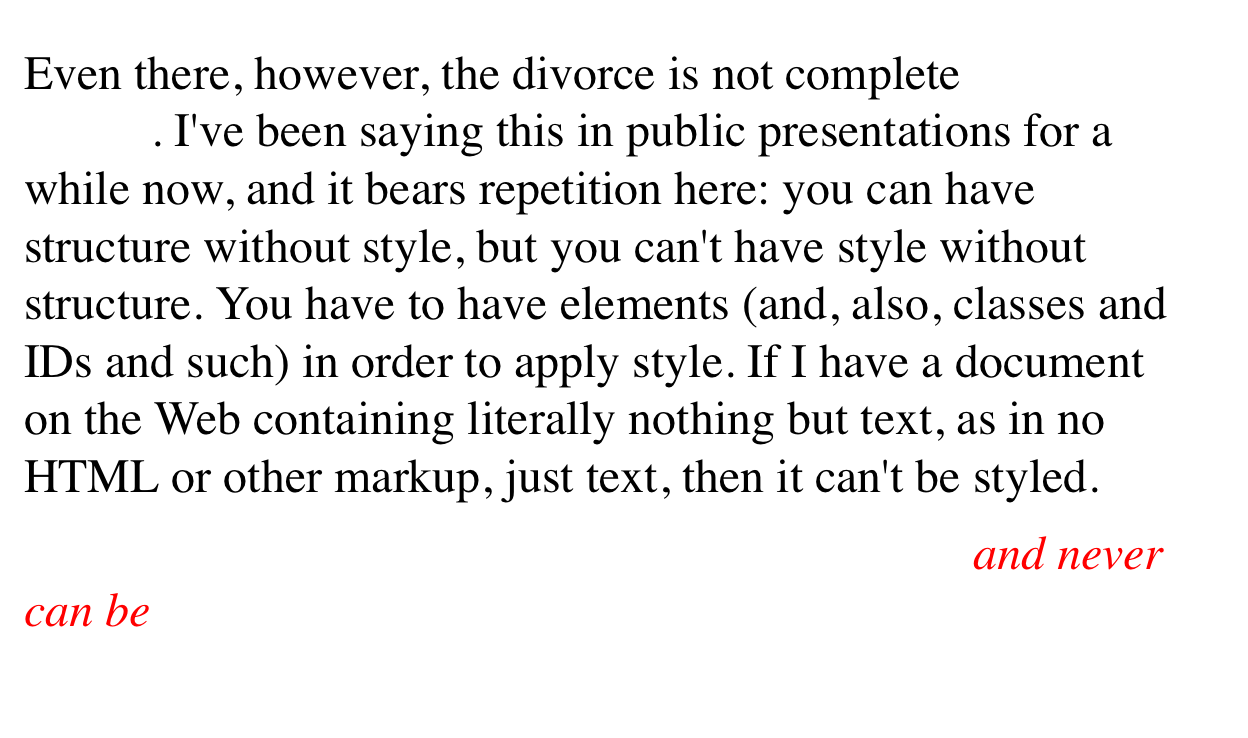 Even there, however, the divorce is not complete
. I've been saying this in public presentations for a
while now, and it bears repetition here: you can have
structure without style, but you can't have style without
structure. You have to have elements (and, also, classes and
IDs and such) in order to apply style. If I have a document
on the Web containing literally nothing but text, as in no
HTML or other markup, just text, then it can't be styled.
and never
can be